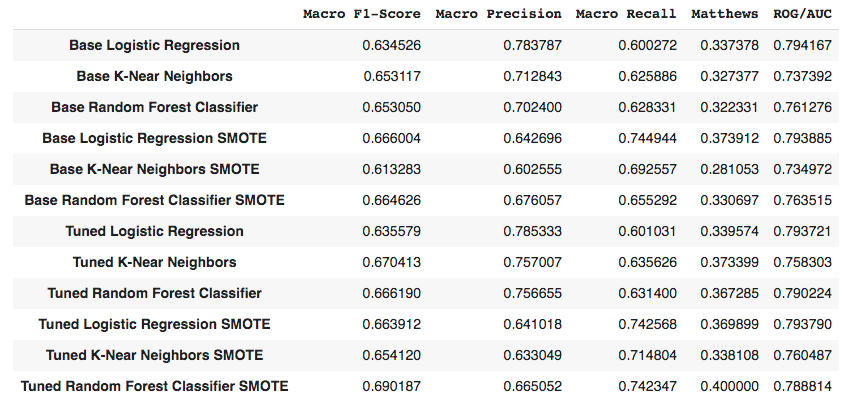 Macro F1-Score Macro Precision Macro Recall Matthews ROG/AUC
Base Logistic Regression 0.634526 0.783787 0.600272 0.337378 0.794167
Base K-Near Neighbors 0.653117 0.712843 0.625886 0.327377 0.737392
Base Random Forest Classifier 0.653050 0.702400 0.628331 0.322331 0.761276
Base Logistic Regression SMOTE 0.666004 0.642696 0.744944 0.373912 0.793885
Base K-Near Neighbors SMOTE 0.613283 0.602555 0.692557 0.281053 0.734972
Base Random Forest Classifier SMOTE 0.664626 0.676057 0.655292 0.330697 0.763515
Tuned Logistic Regression 0.635579 0.785333 0.601031 0.339574 0.793721
Tuned K-Near Neighbors 0.670413 0.757007 0.635626 0.373399 0.758303
Tuned Random Forest Classifier 0.666190 0.756655 0.631400 0.367285 0.790224
Tuned Logistic Regression SMOTE 0.663912 0.641018 0.742568 0.369899 0.793790
Tuned K-Near Neighbors SMOTE 0.654120 0.633049 0.714804 0.338108 0.760487
Tuned Random Forest Classifier SMOTE 0.690187 0.665052 0.742347 0.400000 0.788814